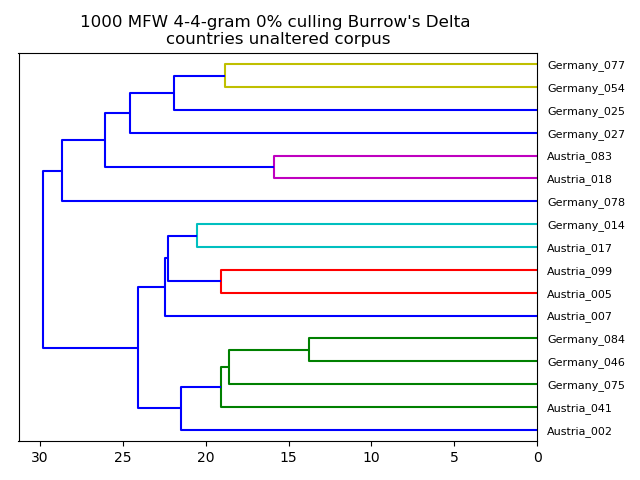 1000 MFW 4-4-gram 0% culling Burrow's Delta
countries unaltered corpus
Germany_077
Germany_054
Germany_025
Germany_027
Austria_083
Austria_018
Germany_078
Germany_014
Austria_017
Austria_099
Austria_005
Austria_007
Germany_084
Germany_046
Germany_075
Austria_041
Austria_002
30 25 20 15 10 5 0